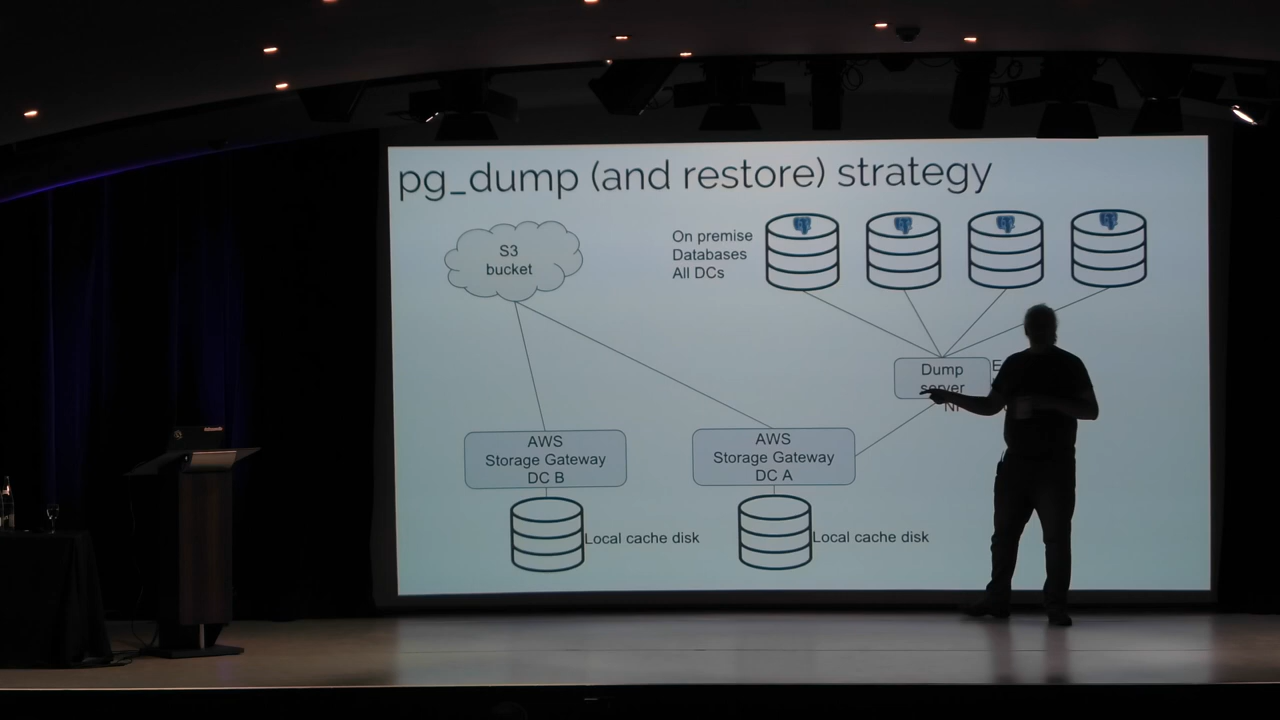 pg_dump (and restore) strategy
S3
bucket
On premise
Databases
All DCs
Dump
server
AWS
Storage Gateway
DC B
AWS
Storage Gateway
DC A
Local cache disk
Local cache disk